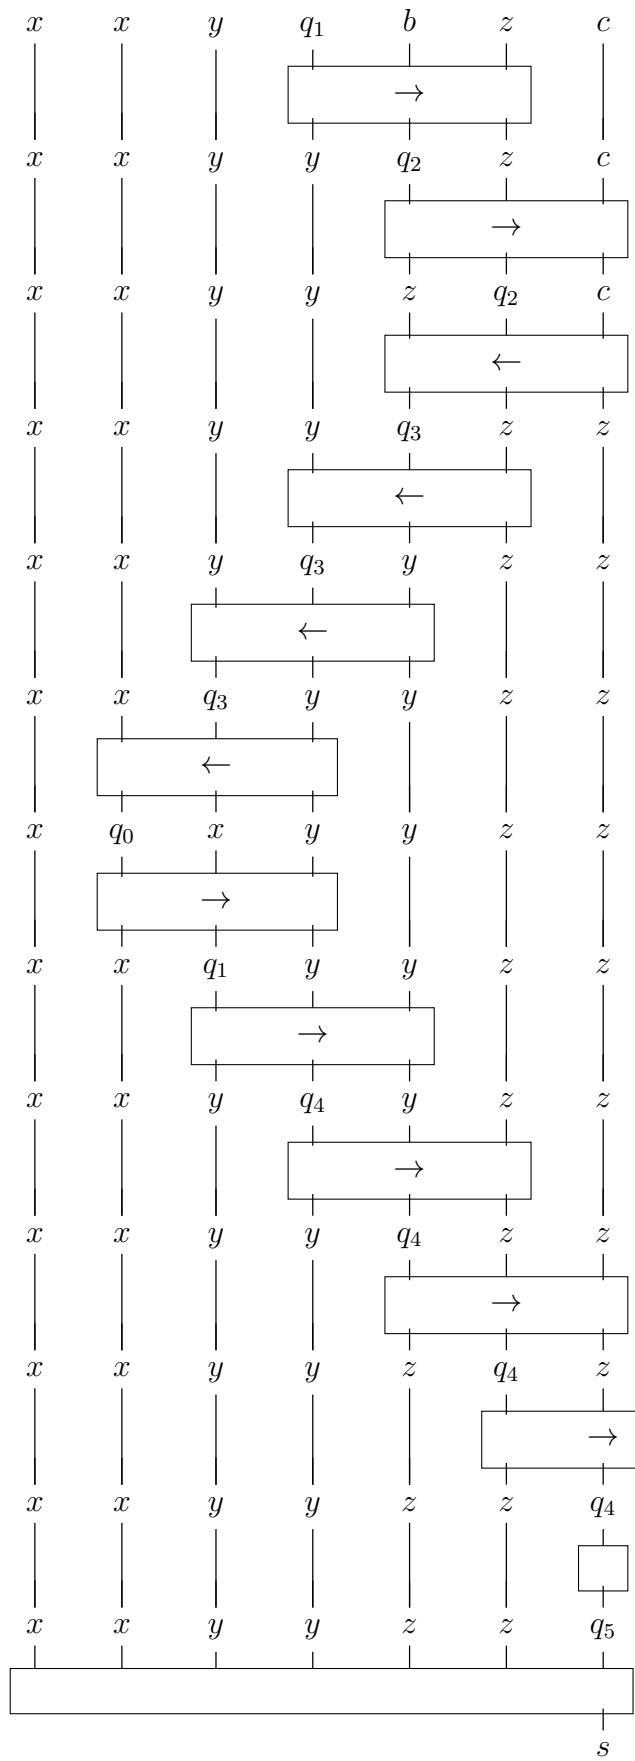 x x y q₁ b z c
→
x x y y q₂ z c
→
x x y y z q₂ c
←
x x y y q₃ z z
←
x x y q₃ y z z
←
x x q₃ y y z z
←
x q₀ x y y z z
→
x x q₁ y y z z
→
x x y q₄ y z z
→
x x y y q₄ z z
→
x x y y z q₄ z
→
x x y y z z q₄
x x y y z z q₅
s